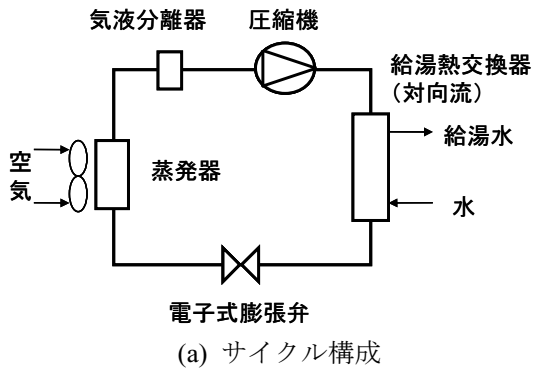 気液分離器
圧縮機
給湯熱交換器
（対向流）
給湯水
空
気
蒸発器
水
電子式膨張弁
(a) サイクル構成